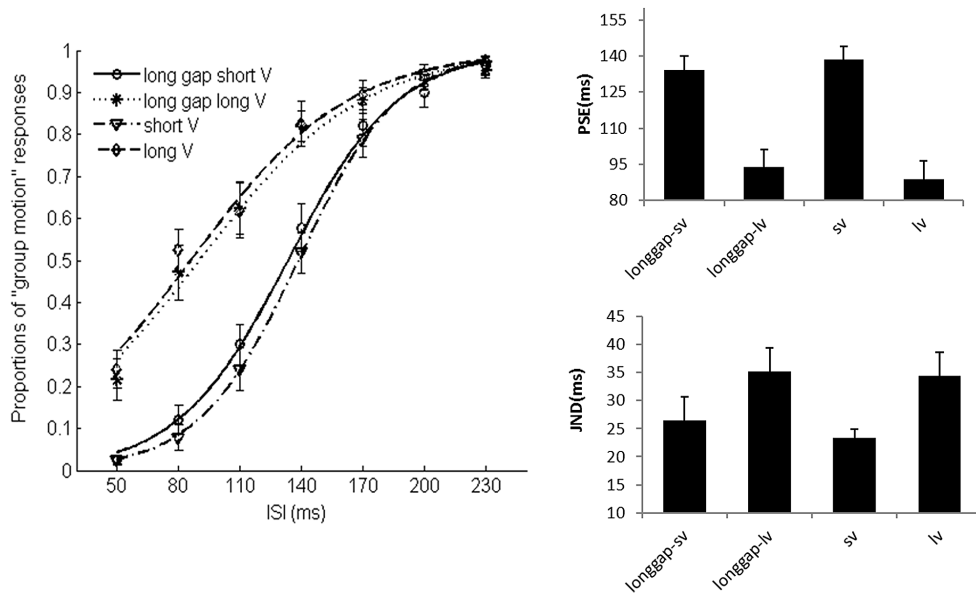 Proportions of "group motion" responses
1
0.9
0.8
0.7
0.6
0.5
0.4
0.3
0.2
0.1
0
long gap short V
long gap long V
short V
long V
50 80 110 140 170 200 230
ISI (ms)
PSE(ms)
155
140
125
110
95
80
longgap-sv
longgap-lv
sv
lv
JND(ms)
45
40
35
30
25
20
15
10
longgap-sv
longgap-lv
sv
lv